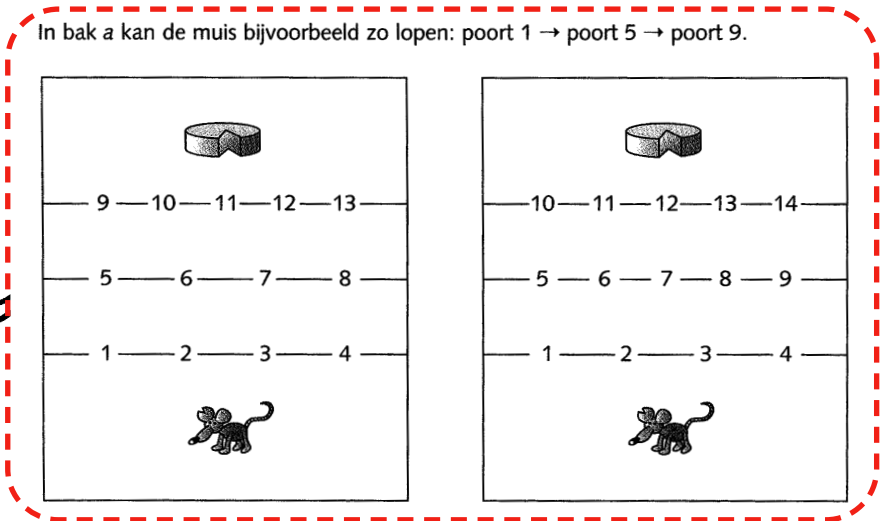 In bak a kan de muis bijvoorbeeld zo lopen: poort 1 → poort 5 → poort 9.
9 10 11 12 13
5 6 7 8
1 2 3 4
10 11 12 13 14
5 6 7 8 9
1 2 3 4